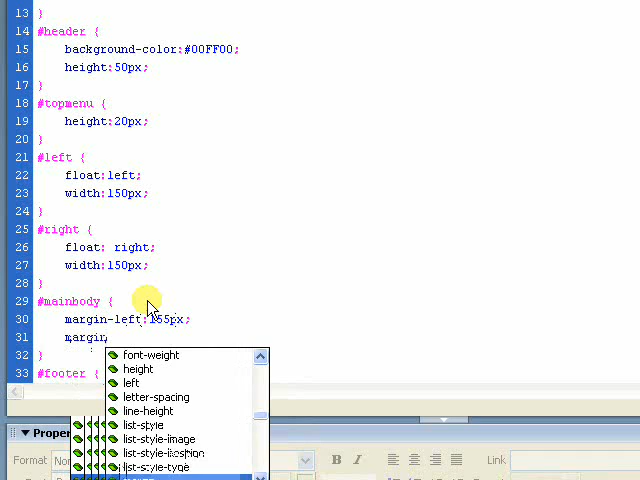 13 }
14 #header {
15 background-color:#00FF00;
16 height:50px;
17 }
18 #topmenu {
19 height:20px;
20 }
21 #left {
22 float:left;
23 width:150px;
24 }
25 #right {
26 float: right;
27 width:150px;
28 }
29 #mainbody {
30 margin-left:155px;
31 margin
32 }
33 #footer {
font-weight
height
left
letter-spacing
line-height
list-style
list-style-image
list-style-position
list-style-type
Proper
Format
B I
Link